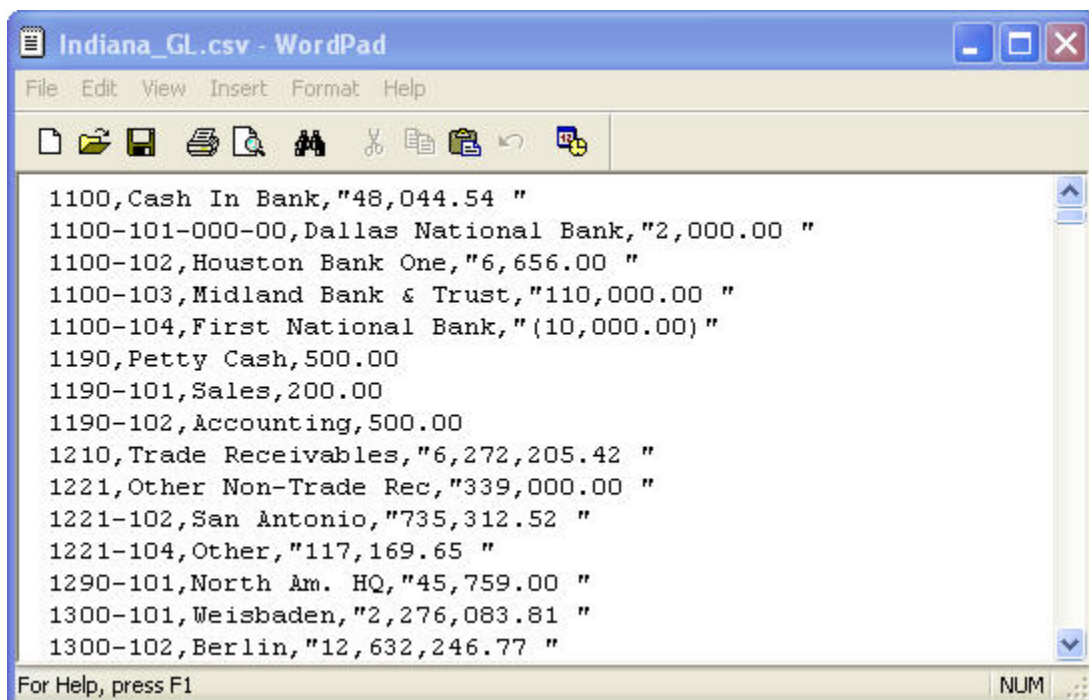 Indiana_GL.csv - WordPad
File Edit View Insert Format Help
1100,Cash In Bank,"48,044.54 "
1100-101-000-00,Dallas National Bank,"2,000.00 "
1100-102,Houston Bank One,"6,656.00 "
1100-103,Midland Bank & Trust,"110,000.00 "
1100-104,First National Bank,"(10,000.00)"
1190,Petty Cash,500.00
1190-101,Sales,200.00
1190-102,Accounting,500.00
1210,Trade Receivables,"6,272,205.42 "
1221,Other Non-Trade Rec,"339,000.00 "
1221-102,San Antonio,"735,312.52 "
1221-104,Other,"117,169.65 "
1290-101,North Am. HQ,"45,759.00 "
1300-101,Weisbaden,"2,276,083.81 "
1300-102,Berlin,"12,632,246.77 "
For Help, press F1 NUM